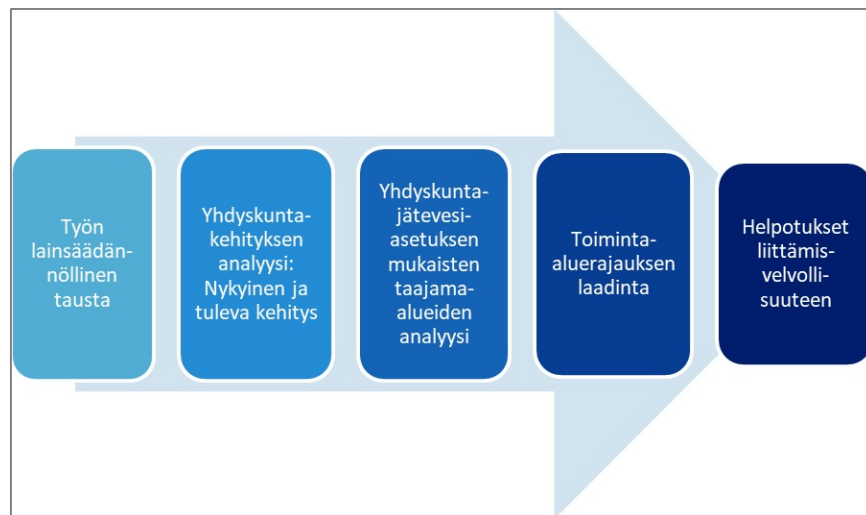 Työn
lainsäädän-
nöllinen
tausta
Yhdyskunta-
kehityksen
analyysi:
Nykyinen ja
tuleva kehitys
Yhdyskunta-
jätevesi-
asetuksen
mukaisten
taajama-
alueiden
analyysi
Toiminta-
aluerajauksen
laadinta
Helpotukset
liittämis-
velvolli-
suuteen